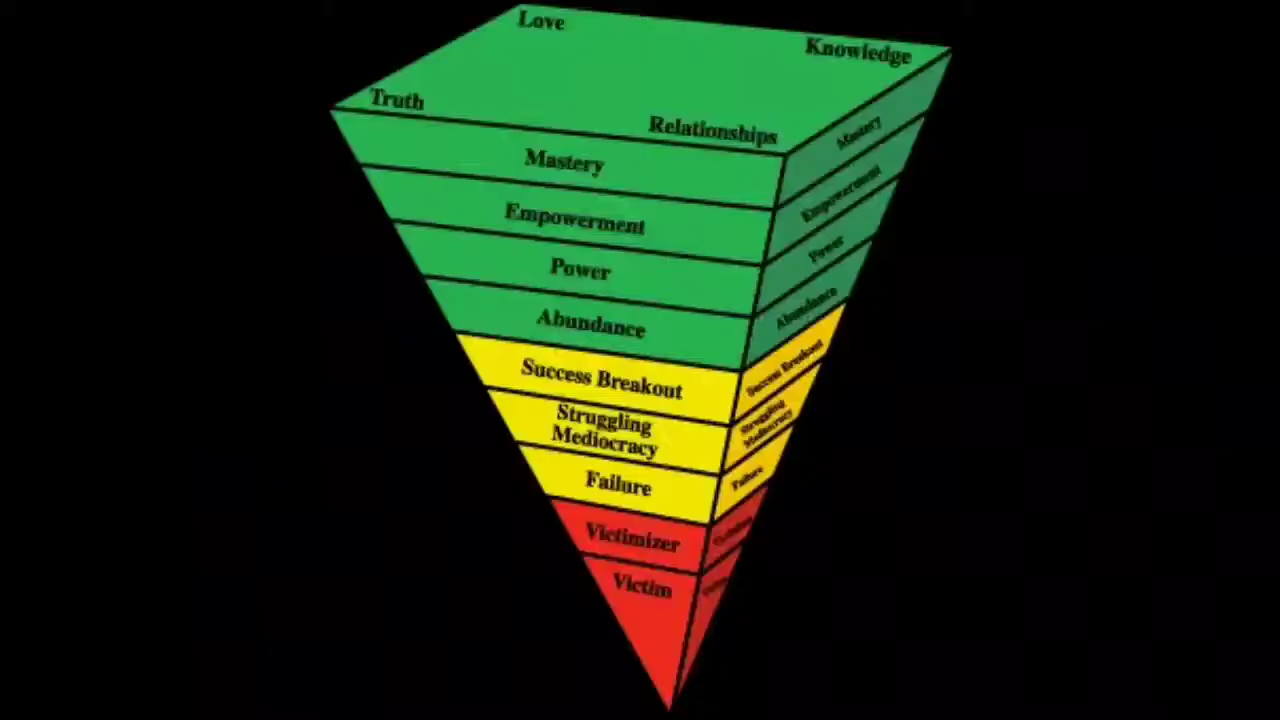 Love
Knowledge
Truth
Relationships
Mastery
Mastery
Empowerment
Empowerment
Power
Power
Abundance
Abundance
Success Breakout
Success Breakout
Struggling
Mediocracy
Struggling
Mediocracy
Failure
Failure
Victimizer
Victim